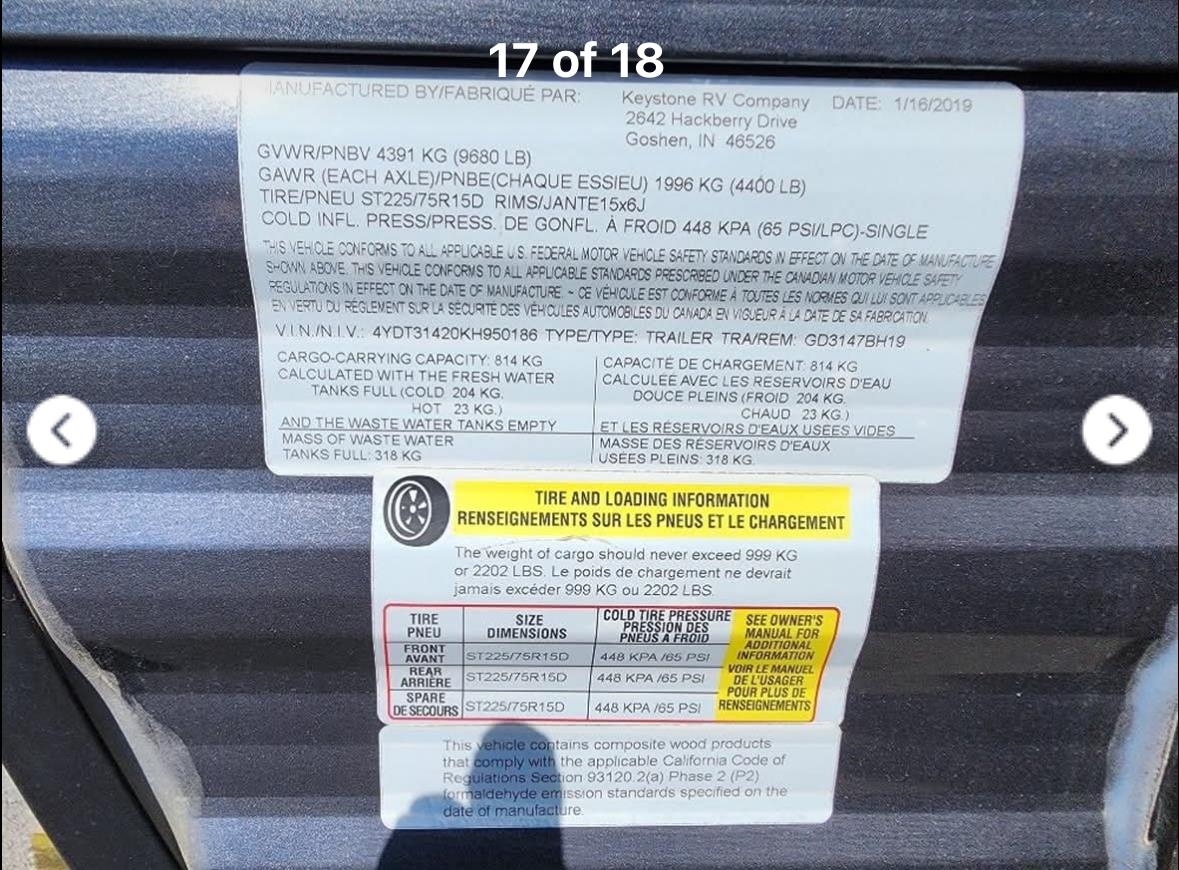 17 of 18
MANUFACTURED BY/FABRIQUÉ PAR: Keystone RV Company DATE: 1/16/2019
2642 Hackberry Drive
Goshen, IN 46526
GVWR/PNBV 4391 KG (9680 LB)
GAWR (EACH AXLE)/PNBE(CHAQUE ESSIEU) 1996 KG (4400 LB)
TIRE/PNEU ST225/75R15D RIMS/JANTE15x6J
COLD INFL. PRESS/PRESS. DE GONFL. À FROID 448 KPA (65 PSI/LPC)-SINGLE
THIS VEHICLE CONFORMS TO ALL APPLICABLE U.S. FEDERAL MOTOR VEHICLE SAFETY STANDARDS IN EFFECT ON THE DATE OF MANUFACTURE
SHOWN ABOVE. THIS VEHICLE CONFORMS TO ALL APPLICABLE STANDARDS PRESCRIBED UNDER THE CANADIAN MOTOR VEHICLE SAFETY
REGULATIONS IN EFFECT ON THE DATE OF MANUFACTURE. ~ CE VÉHICULE EST CONFORME À TOUTES LES NORMES QUI LUI SONT APPLICABLES
EN VERTU DU RÉGLEMENT SUR LA SÉCURITÉ DES VÉHICULES AUTOMOBILES DU CANADA EN VIGUEUR À LA DATE DE SA FABRICATION.
V.I.N./N.I.V.: 4YDT31420KH950186 TYPE/TYPE: TRAILER TRA/REM: GD3147BH19
CARGO-CARRYING CAPACITY: 814 KG
CALCULATED WITH THE FRESH WATER
TANKS FULL (COLD 204 KG.
HOT 23 KG.)
AND THE WASTE WATER TANKS EMPTY
MASS OF WASTE WATER
TANKS FULL: 318 KG
CAPACITÉ DE CHARGEMENT: 814 KG
CALCULÉE AVEC LES RÉSERVOIRS D'EAU
DOUCE PLEINS (FROID 204 KG.
CHAUD 23 KG.)
ET LES RÉSERVOIRS D'EAUX USÉES VIDES
MASSE DES RÉSERVOIRS D'EAUX
USÉES PLEINS: 318 KG.
TIRE AND LOADING INFORMATION
RENSEIGNEMENTS SUR LES PNEUS ET LE CHARGEMENT
The weight of cargo should never exceed 999 KG
or 2202 LBS. Le poids de chargement ne devrait
jamais excéder 999 KG ou 2202 LBS.
TIRE PNEU SIZE DIMENSIONS COLD TIRE PRESSURE PRESSION DES PNEUS A FROID
FRONT AVANT ST225/75R15D 448 KPA /65 PSI
REAR ARRIÈRE ST225/75R15D 448 KPA /65 PSI
SPARE DE SECOURS ST225/75R15D 448 KPA /65 PSI
SEE OWNER'S
MANUAL FOR
ADDITIONAL
INFORMATION
VOIR LE MANUEL
DE L'USAGER
POUR PLUS DE
RENSEIGNEMENTS
This vehicle contains composite wood products
that comply with the applicable California Code of
Regulations Section 93120.2(a) Phase 2 (P2)
formaldehyde emission standards specified on the
date of manufacture.